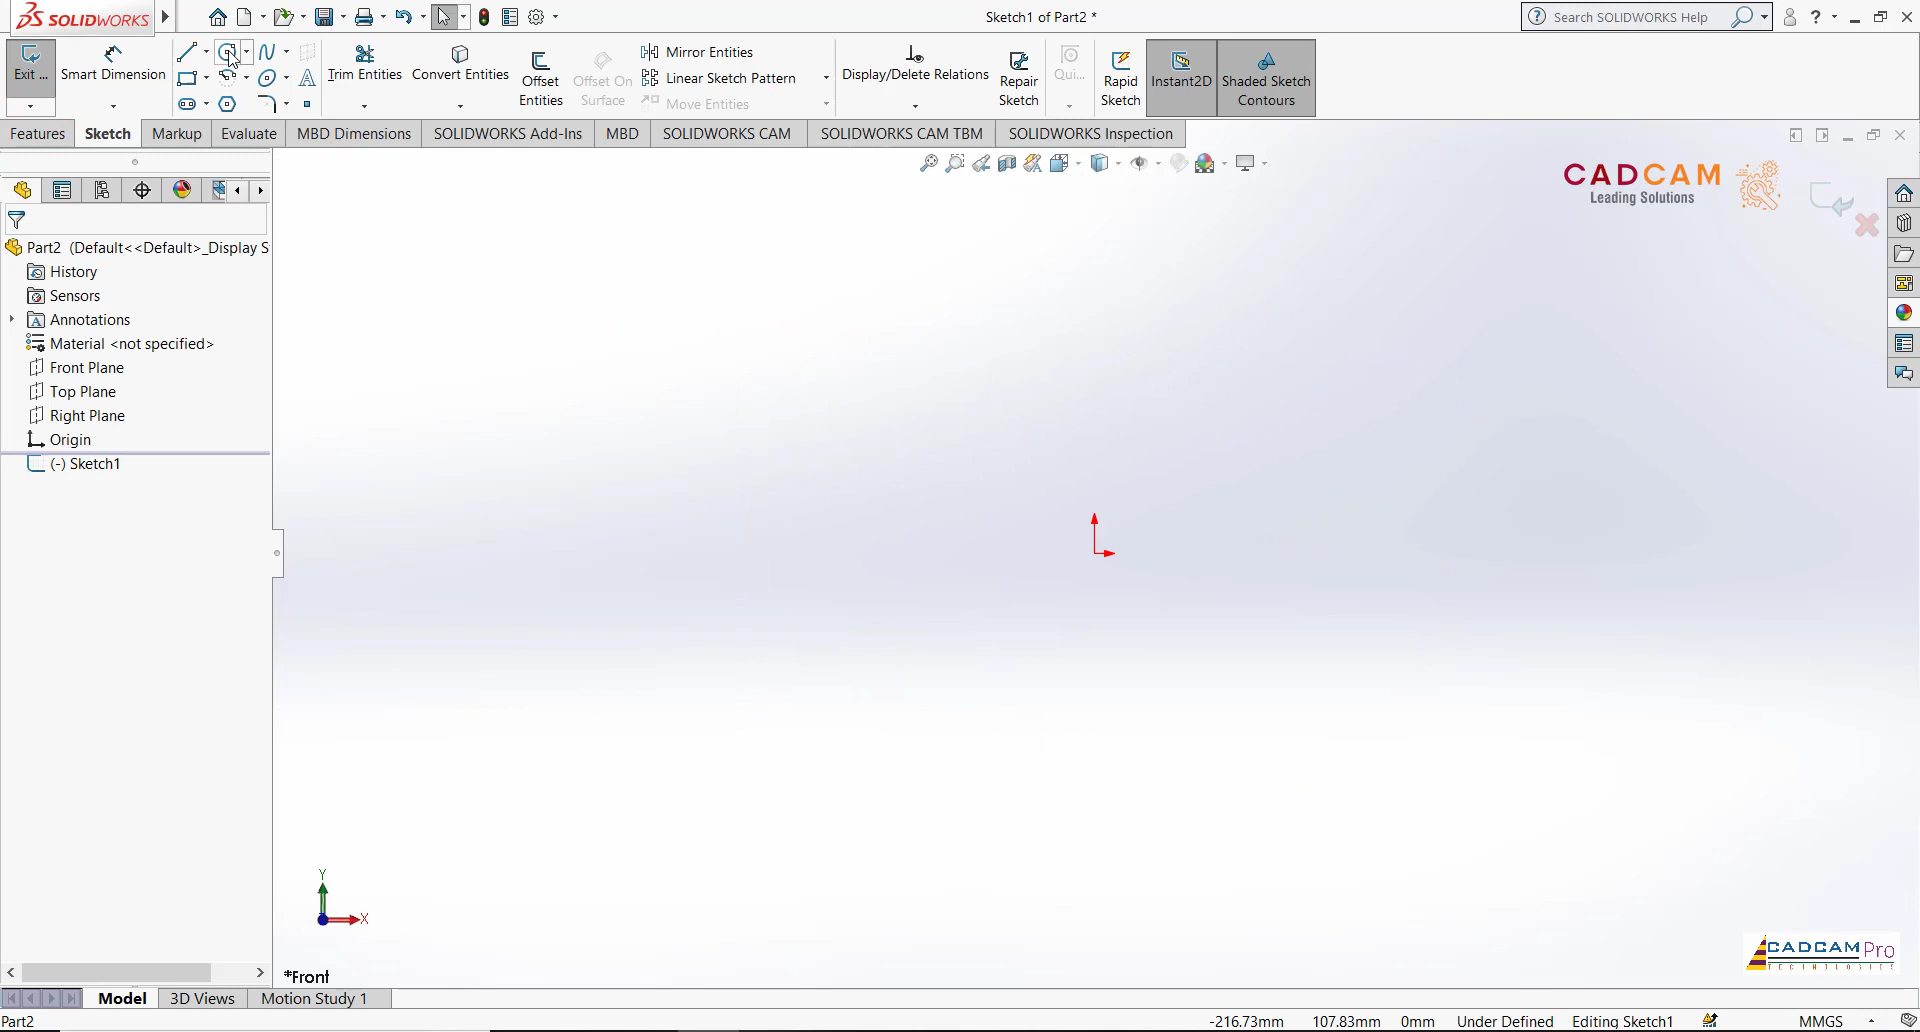 SOLIDWORKS
Sketch1 of Part2 *
Search SOLIDWORKS Help
Exit ...
Smart Dimension
Trim Entities
Convert Entities
Offset
Entities
Offset On
Surface
Mirror Entities
Linear Sketch Pattern
Move Entities
Display/Delete Relations
Repair
Sketch
Qui...
Rapid
Sketch
Instant2D
Shaded Sketch
Contours
Features
Sketch
Markup
Evaluate
MBD Dimensions
SOLIDWORKS Add-Ins
MBD
SOLIDWORKS CAM
SOLIDWORKS CAM TBM
SOLIDWORKS Inspection
CADCAM
Leading Solutions
Part2 (Default<<Default>_Display S
History
Sensors
Annotations
Material <not specified>
Front Plane
Top Plane
Right Plane
Origin
(-) Sketch1
Y
X
*Front
CADCAM Pro
TECHNOLOGIES
Model
3D Views
Motion Study 1
Part2
-216.73mm
107.83mm
0mm
Under Defined
Editing Sketch1
MMGS